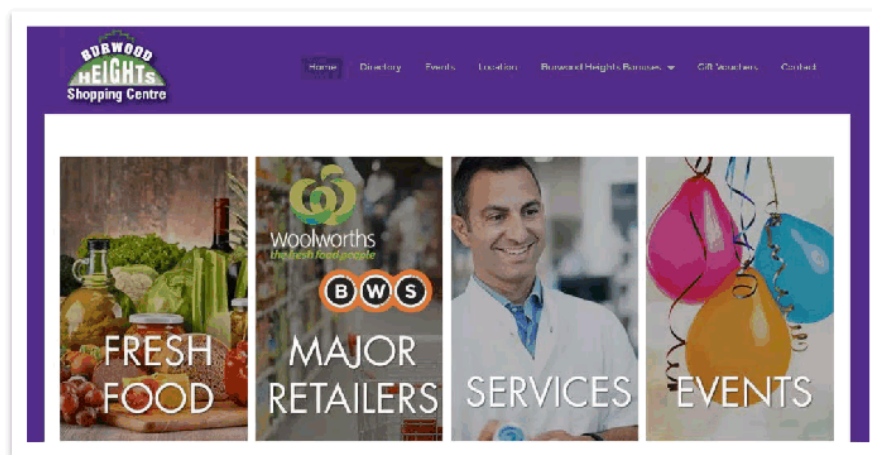 BURWOOD
HEIGHTS
Shopping Centre
Home Directory Events Location Burwood Heights Bonuses Gift Vouchers Contact
woolworths
the fresh food people
BWS
FRESH
FOOD
MAJOR
RETAILERS
SERVICES
EVENTS